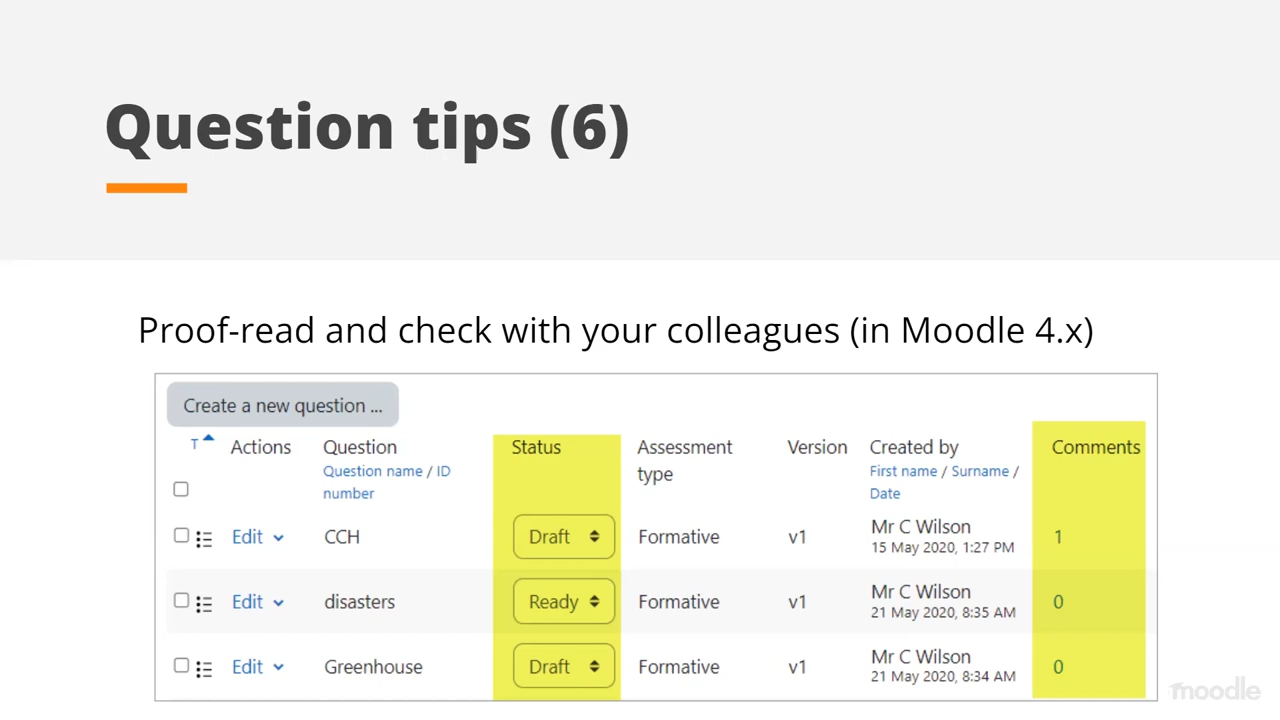 Question tips (6)
Proof-read and check with your colleagues (in Moodle 4.x)
Create a new question ...
T Actions Question Status Assessment type Version Created by Comments
Question name / ID number First name / Surname / Date
Edit CCH Draft Formative v1 Mr C Wilson 1
15 May 2020, 1:27 PM
Edit disasters Ready Formative v1 Mr C Wilson 0
21 May 2020, 8:35 AM
Edit Greenhouse Draft Formative v1 Mr C Wilson 0
21 May 2020, 8:34 AM
moodle